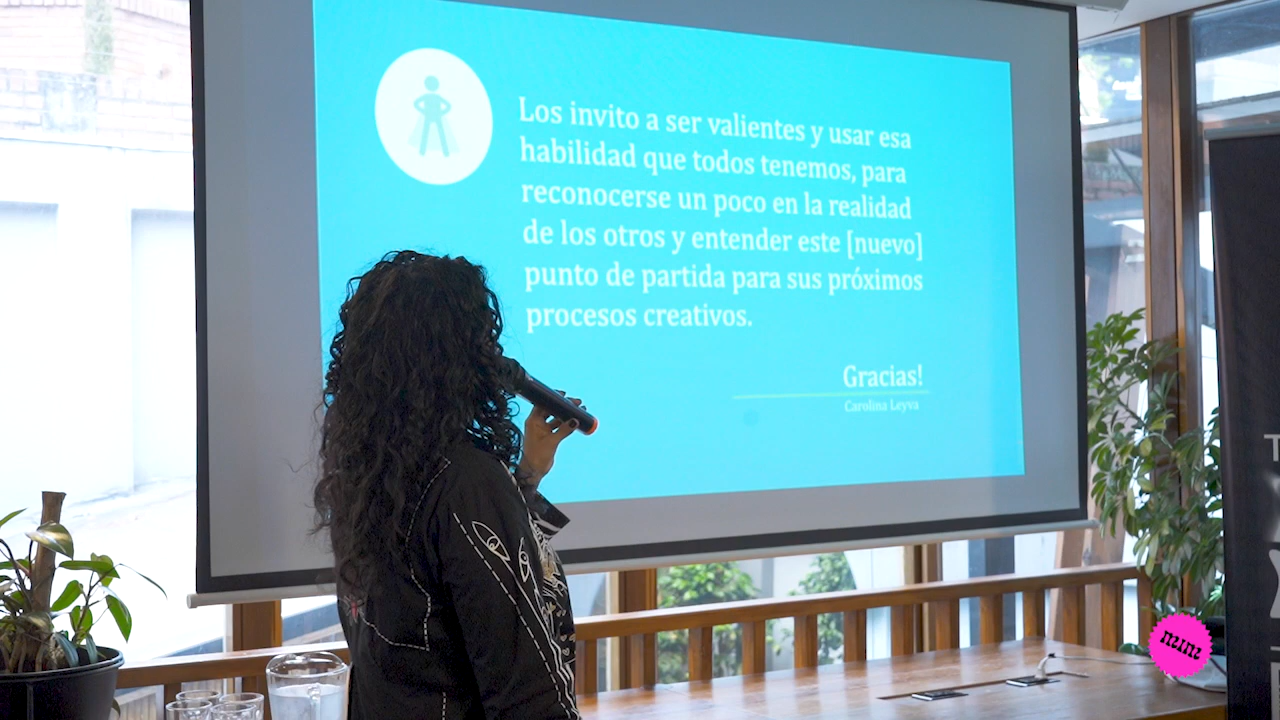 Los invito a ser valientes y usar esa
habilidad que todos tenemos, para
reconocerse un poco en la realidad
de los otros y entender este [nuevo]
punto de partida para sus próximos
procesos creativos.
Gracias!
Carolina Leyva